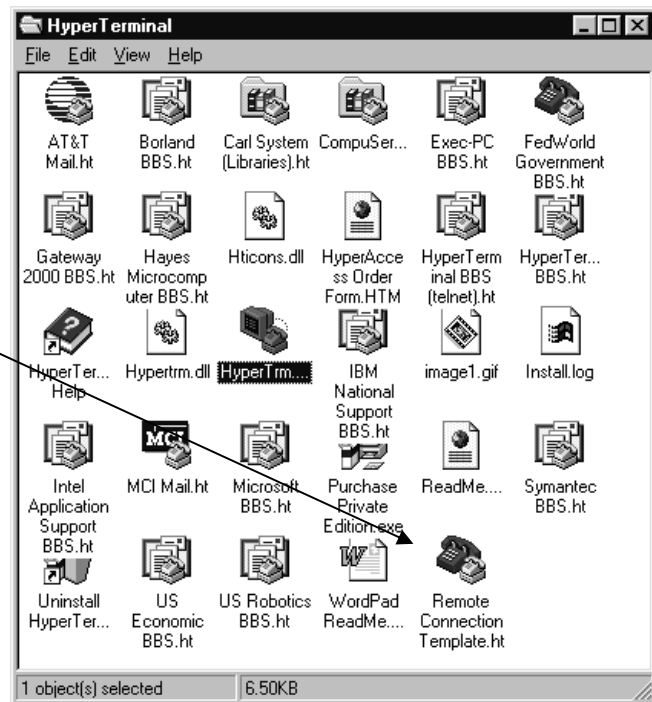 HyperTerminal
File Edit View Help
AT&T
Mail.ht
Borland
BBS.ht
Carl System
(Libraries).ht
CompuSer...
Exec-PC
BBS.ht
FedWorld
Government
BBS.ht
Gateway
2000 BBS.ht
Hayes
Microcomp
uter BBS.ht
Hticons.dll
HyperAcce
ss Order
Form.HTM
HyperTerm
inal BBS
(telnet).ht
HyperTer...
BBS.ht
HyperTer...
Help
Hypertrm.dll
HyperTrm....
IBM
National
Support
BBS.ht
image1.gif
Install.log
Intel
Application
Support
BBS.ht
MCI
MCI Mail.ht
Microsoft
BBS.ht
Purchase
Private
Edition.exe
ReadMe....
Symantec
BBS.ht
Uninstall
HyperTer...
US
Economic
BBS.ht
US Robotics
BBS.ht
W
WordPad
ReadMe....
Remote
Connection
Template.ht
1 object(s) selected
6.50KB